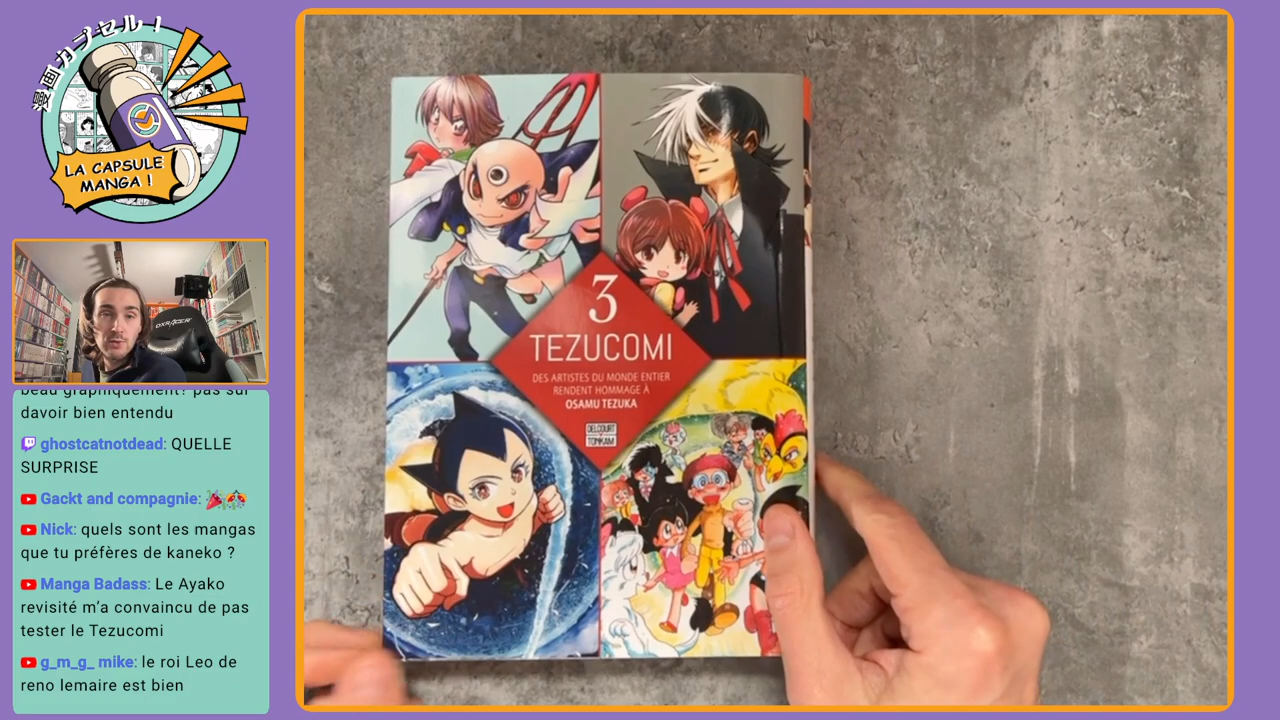 漫画カプセル！
LA CAPSULE
MANGA !
DXRACER
beau graphiquement? pas sur
davoir bien entendu
ghostcatnotdead: QUELLE
SURPRISE
Gackt and compagnie:
Nick: quels sont les mangas
que tu préfères de kaneko ?
Manga Badass: Le Ayako
revisité m’a convaincu de pas
tester le Tezucomi
g_m_g_ mike: le roi Leo de
reno lemaire est bien
3
TEZUCOMI
DES ARTISTES DU MONDE ENTIER
RENDENT HOMMAGE À
OSAMU TEZUKA
DELCOURT
TONKAM